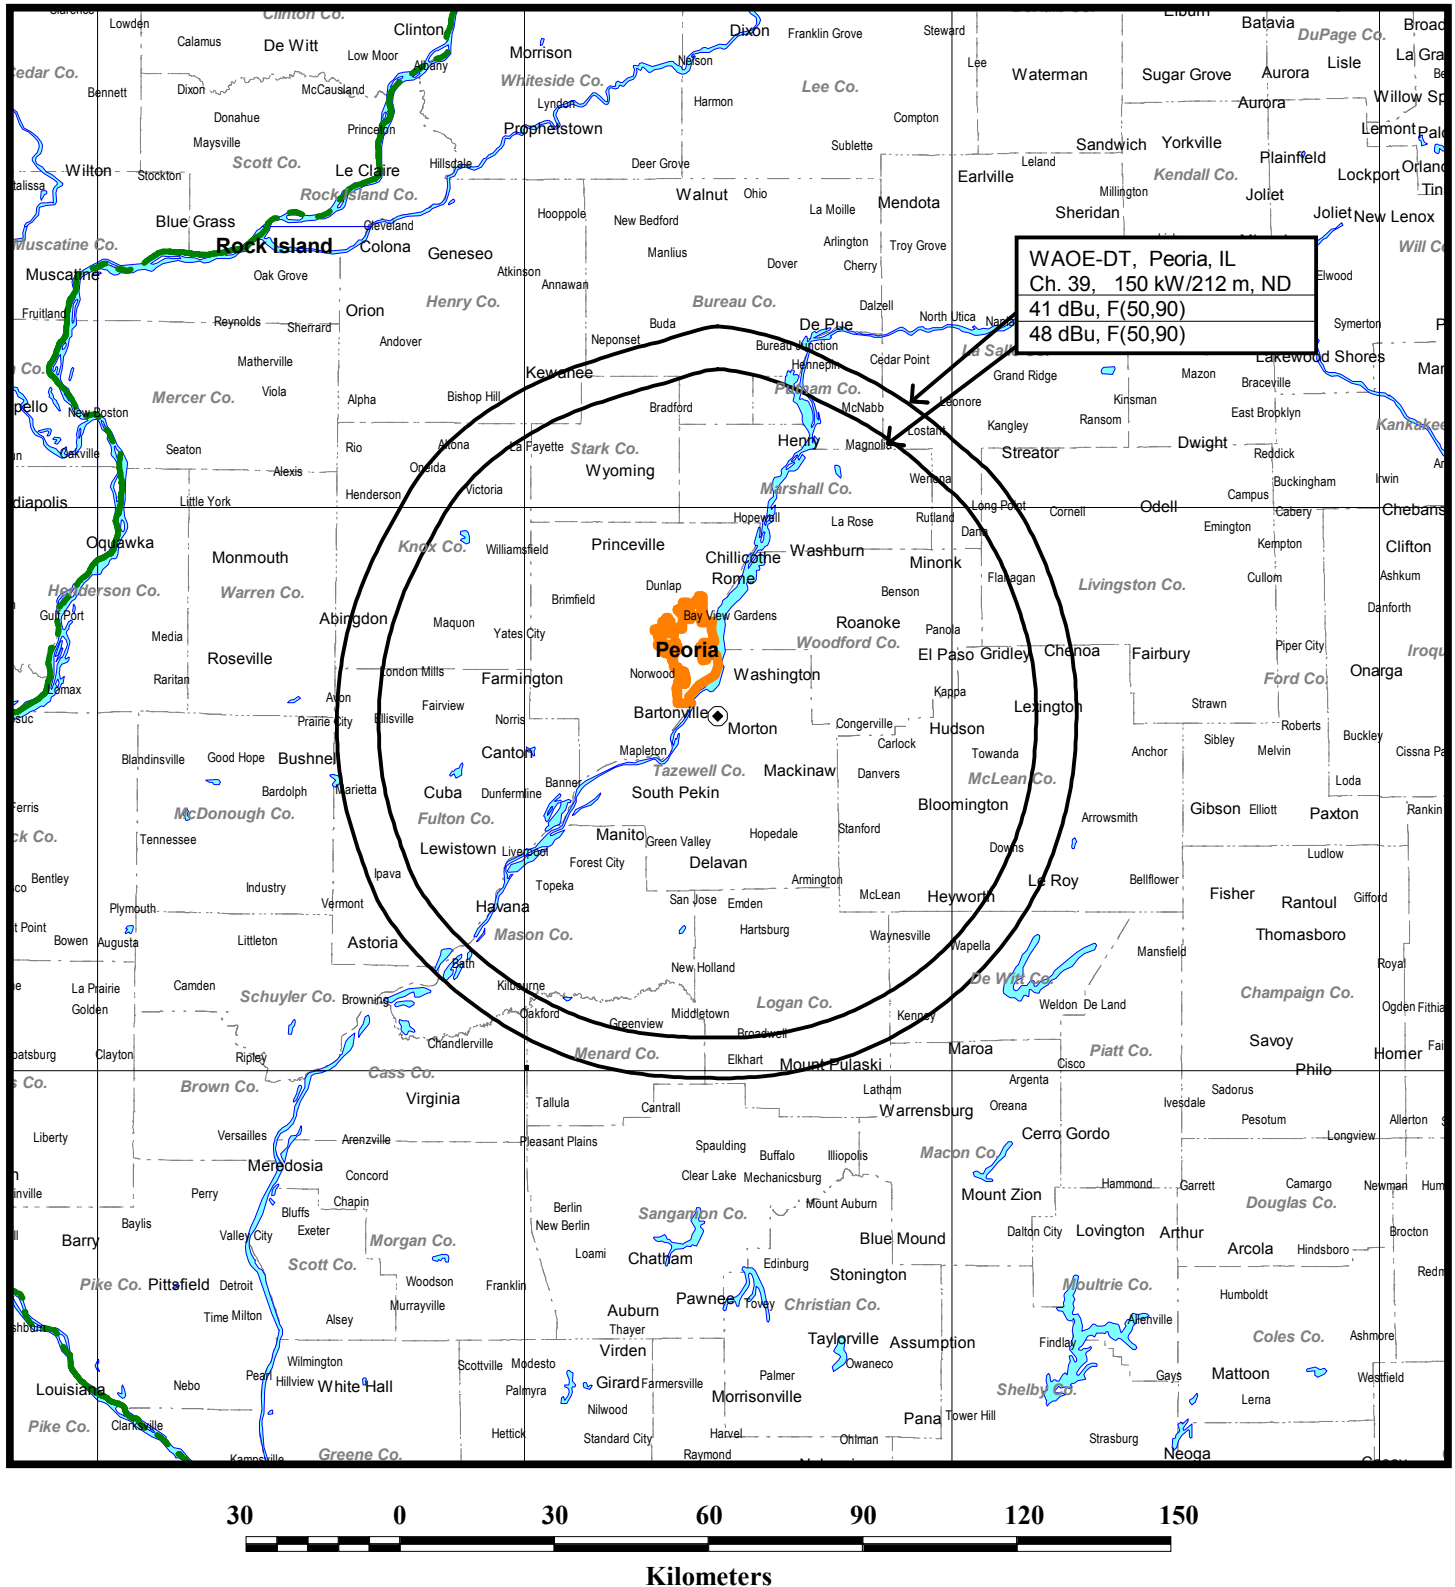 Clinton Co.
Lowden
Calamus
De Witt
Clinton
Low Moor
Albany
Morrison
Whiteside Co.
Dixon
Nelson
Franklin Grove
Steward
Lee
Lee Co.
Waterman
Sugar Grove
Batavia
DuPage Co.
Lisle
Aurora
Aurora
Bennett
Dixon
McCausland
Donahue
Maysville
Princeton
Scott Co.
Lyndon
Prophetstown
Harmon
Compton
Sublette
Sandwich
Yorkville
Plainfield
Lemont
Wilton
Stockton
Le Claire
Rock Island Co.
Hillsdale
Deer Grove
Walnut
Ohio
La Moille
Mendota
Earlville
Leland
Millington
Kendall Co.
Joliet
Lockport
Blue Grass
Rock Island
Cleveland
Colona
Hooppole
New Bedford
Manlius
Arlington
Troy Grove
Sheridan
Joliet
New Lenox
Muscatine Co.
Muscatine
Oak Grove
Geneseo
Atkinson
Annawan
Dover
Cherry
WAOE-DT, Peoria, IL
Ch. 39, 150 kW/212 m, ND
41 dBu, F(50,90)
48 dBu, F(50,90)
Elwood
Fruitland
Reynolds
Sherrard
Orion
Henry Co.
Bureau Co.
Dalzell
North Utica
Symerton
Andover
Buda
Neponset
De Pue
Bureau Junction
Hennepin
Cedar Point
Grand Ridge
Lakewood Shores
Matherville
Viola
Mercer Co.
Alpha
Bishop Hill
Kewanee
Putnam Co.
Mazon
Braceville
New Boston
Bradford
McNabb
Leonore
Kangley
Ransom
Kinsman
East Brooklyn
Oakville
Seaton
Rio
Altona
La Fayette
Stark Co.
Henry
Magnolia
Lostant
Streator
Dwight
Reddick
Alexis
Oneida
Wyoming
Marshall Co.
Wenona
Buckingham
Irwin
Little York
Henderson
Victoria
Hopewell
La Rose
Rutland
Long Point
Cornell
Odell
Campus
Cabery
Oquawka
Monmouth
Knox Co.
Williamsfield
Princeville
Chillicothe
Washburn
Dana
Emington
Kempton
Clifton
Henderson Co.
Warren Co.
Rome
Minonk
Flanagan
Livingston Co.
Cullom
Ashkum
Gulf Port
Abingdon
Maquon
Brimfield
Dunlap
Bay View Gardens
Benson
Roanoke
Danforth
Media
Yates City
Peoria
Woodford Co.
Panola
Roseville
El Paso
Gridley
Chenoa
Fairbury
Piper City
Onarga
Raritan
London Mills
Farmington
Norwood
Washington
Kappa
Ford Co.
Lomax
Avon
Prairie City
Ellisville
Fairview
Norris
Bartonville
Morton
Congerville
Hudson
Lexington
Strawn
Roberts
Buckley
Blandinsville
Good Hope
Bushnell
Canton
Mapleton
Tazewell Co.
Mackinaw
Carlock
Danvers
Towanda
McLean Co.
Anchor
Sibley
Melvin
Loda
Bardolph
Marietta
Cuba
Dunfermline
Banner
South Pekin
Bloomington
Gibson
Elliott
Paxton
McDonough Co.
Fulton Co.
Manito
Green Valley
Hopedale
Stanford
Arrowsmith
Tennessee
Lewistown
Liverpool
Forest City
Delavan
Downs
Ludlow
Bentley
Industry
Ipava
Topeka
Armington
McLean
Heyworth
Le Roy
Bellflower
Fisher
Rantoul
Gifford
Plymouth
Vermont
Havana
San Jose
Emden
Bowen
Augusta
Littleton
Astoria
Mason Co.
Hartsburg
Waynesville
Wapella
Mansfield
Thomasboro
La Prairie
Golden
Camden
Schuyler Co.
Browning
Bath
Kilbourne
New Holland
De Witt Co.
Royal
Logan Co.
Weldon
De Land
Champaign Co.
Oakford
Greenview
Middletown
Broadwell
Kenney
Clayton
Ripley
Chandlerville
Menard Co.
Elkhart
Mount Pulaski
Maroa
Cisco
Piatt Co.
Savoy
Homer
Philo
Brown Co.
Cass Co.
Virginia
Tallula
Cantrall
Latham
Warrensburg
Argenta
Oreana
Ivesdale
Sadorus
Pesotum
Allerton
Liberty
Versailles
Arenzville
Pleasant Plains
Spaulding
Buffalo
Illiopolis
Macon Co.
Cerro Gordo
Longview
Meredosia
Concord
Clear Lake
Mechanicsburg
Perry
Chapin
Mount Auburn
Mount Zion
Hammond
Garrett
Camargo
Newman
Douglas Co.
Baylis
Barry
Bluffs
Exeter
Valley City
Morgan Co.
Berlin
New Berlin
Sangamon Co.
Blue Mound
Dalton City
Lovington
Arthur
Arcola
Hindsboro
Brocton
Scott Co.
Loami
Chatham
Edinburg
Stonington
Pike Co.
Pittsfield
Detroit
Woodson
Franklin
Moultrie Co.
Humboldt
Time
Milton
Alsey
Murrayville
Auburn
Pawnee
Tovey
Christian Co.
Allenville
Coles Co.
Ashmore
Thayer
Virden
Taylorville
Assumption
Findlay
Wilmington
Scottville
Modesto
Owaneco
Gays
Mattoon
Westfield
Louisiana
Nebo
Pearl
Hillview
White Hall
Palmyra
Girard
Farmersville
Palmer
Morrisonville
Shelby Co.
Lerna
Pike Co.
Clarksville
Nilwood
Pana
Tower Hill
Hettick
Standard City
Harvel
Ohlman
Strasburg
Greene Co.
Raymond
Neoga
30 0 30 60 90 120 150
Kilometers